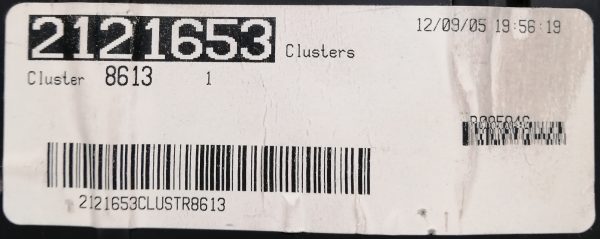 2121653 Clusters
12/09/05 19:56:19
Cluster 8613 1
2121653CLUSTR8613